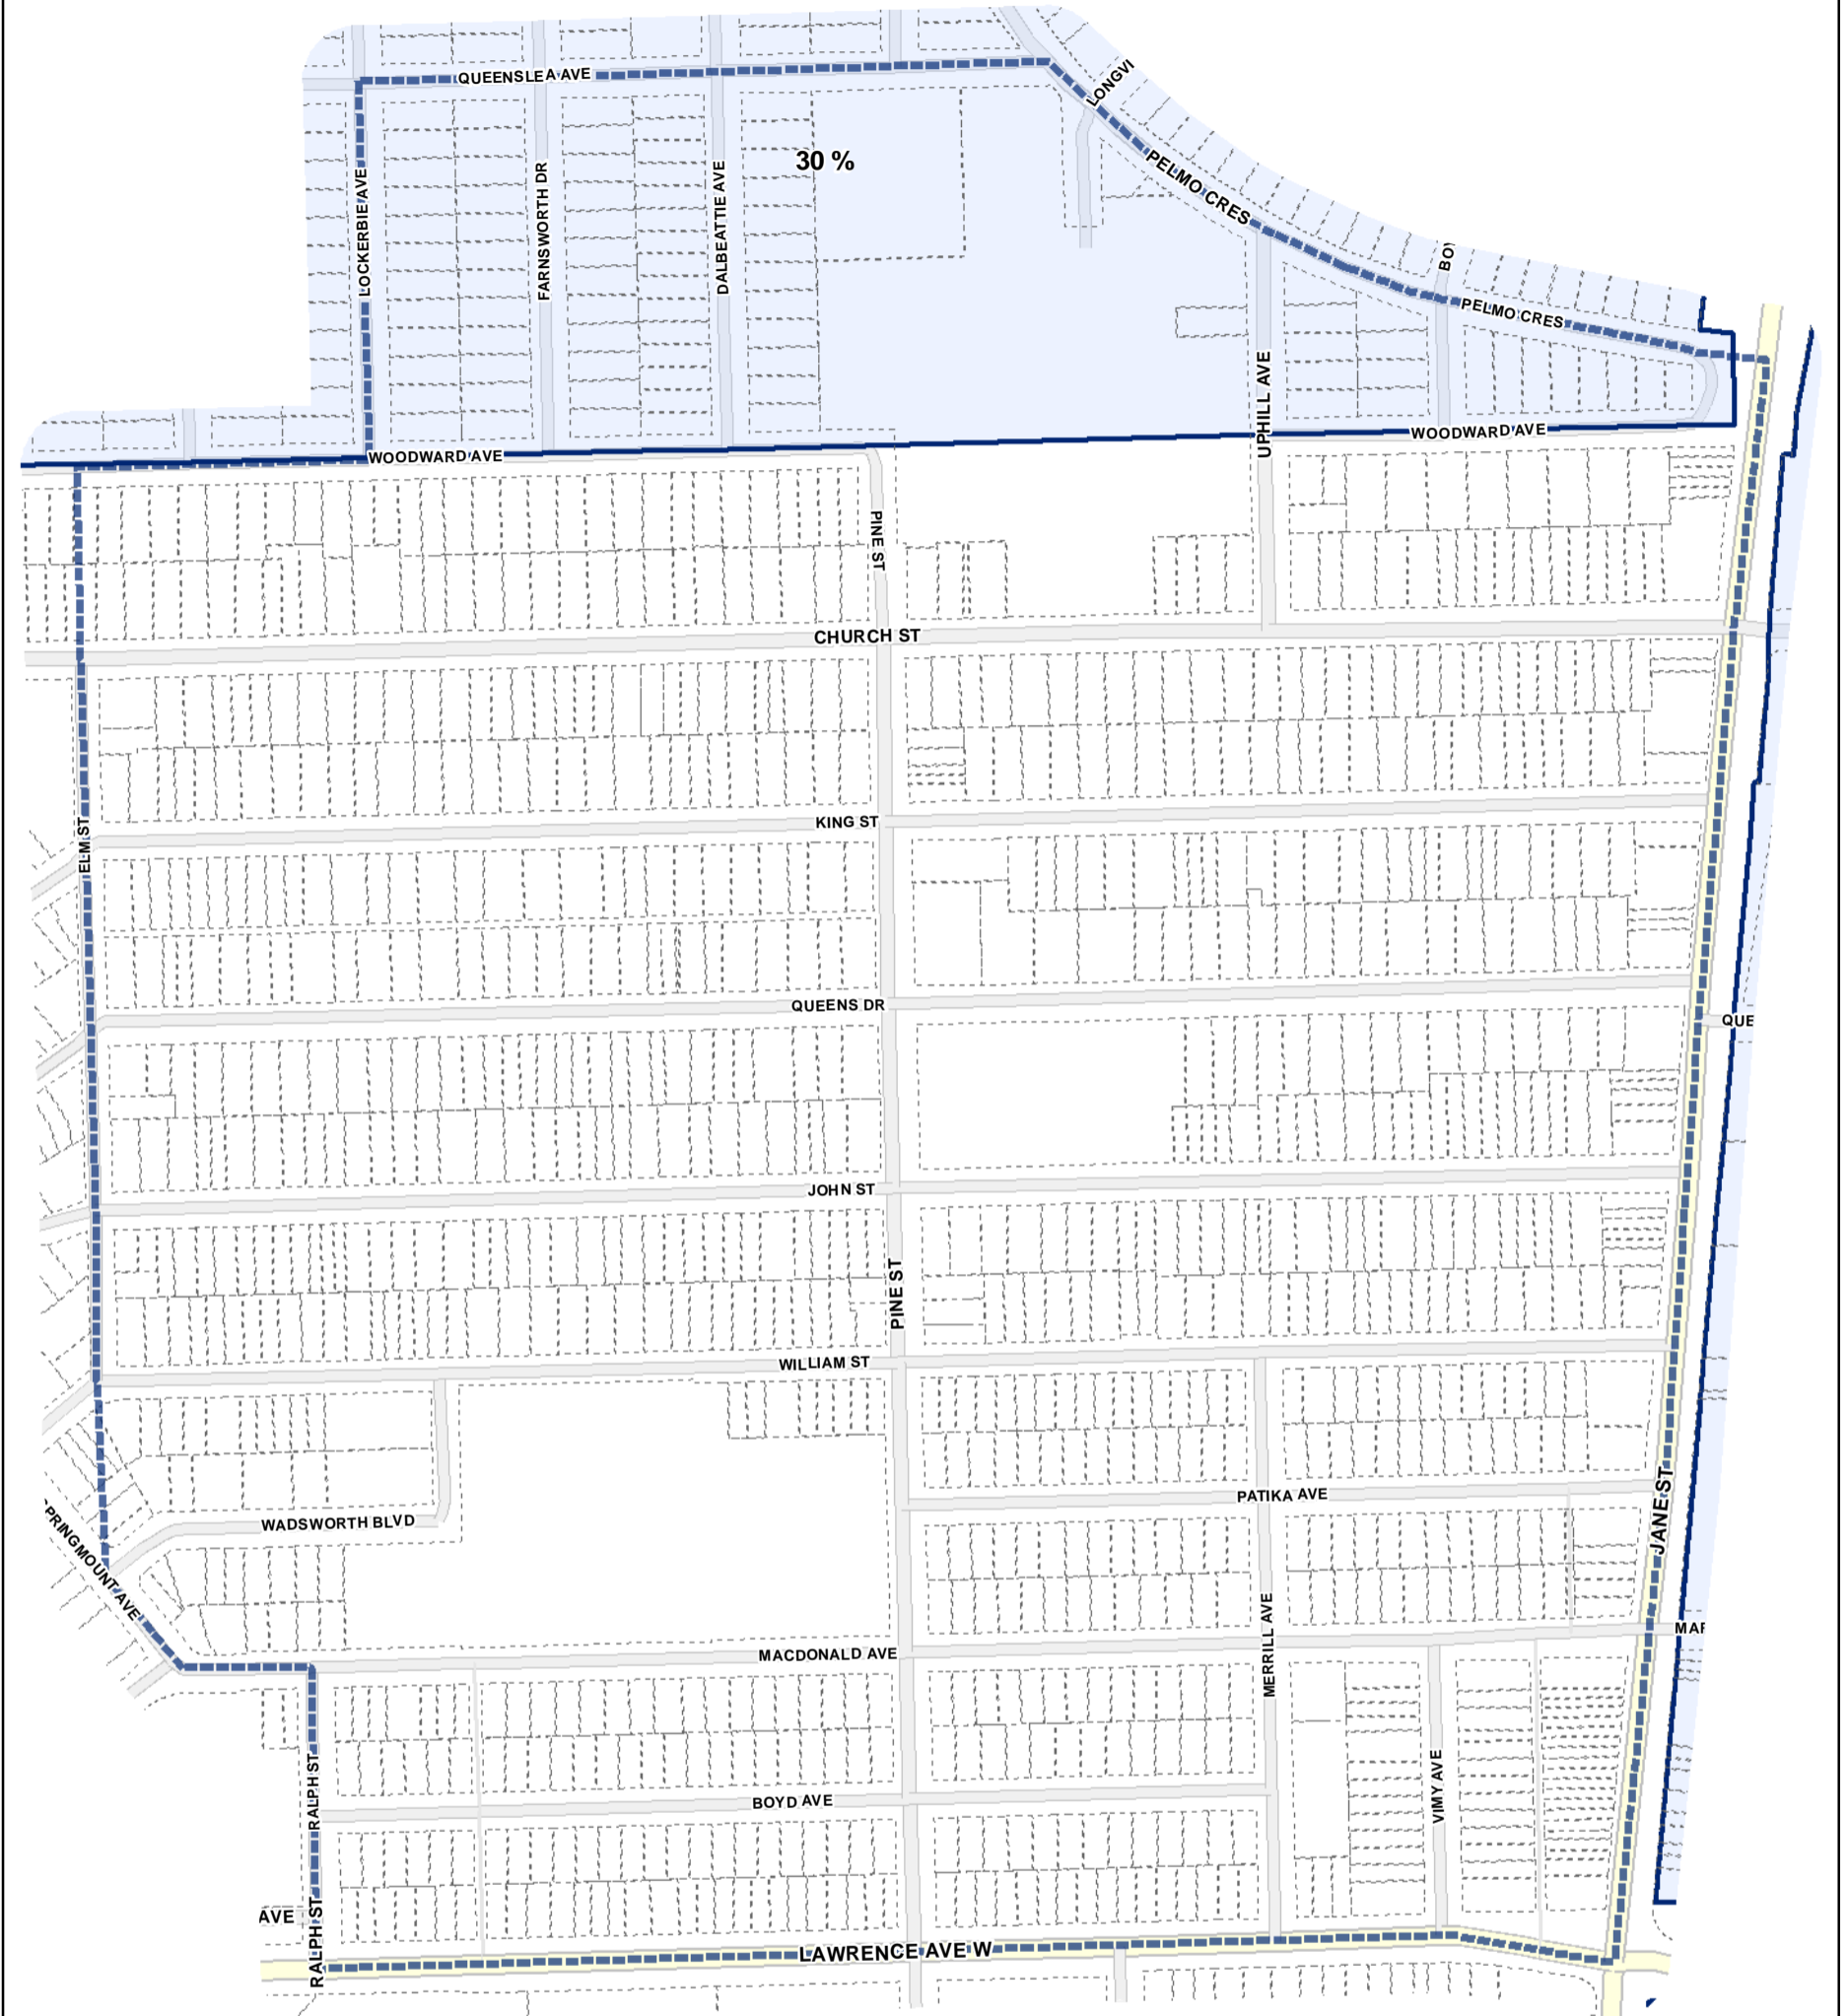 QUEENSLEA AVE
LONGVI
30 %
LOCKERBIE AVE
FARNSWORTH DR
DALBEATTIE AVE
PELMO CRES
BOY
PELMO CRES
UPHILL AVE
WOODWARD AVE
WOODWARD AVE
PINE ST
CHURCH ST
KING ST
ELM ST
QUEENS DR
QUE
JOHN ST
PINE ST
WILLIAM ST
PATIKA AVE
JANE ST
WADSWORTH BLVD
PRINGMOUNT AVE
MACDONALD AVE
MERRILL AVE
MAR
RALPH ST
BOYD AVE
VIMY AVE
AVE
RALPH ST
LAWRENCE AVE W